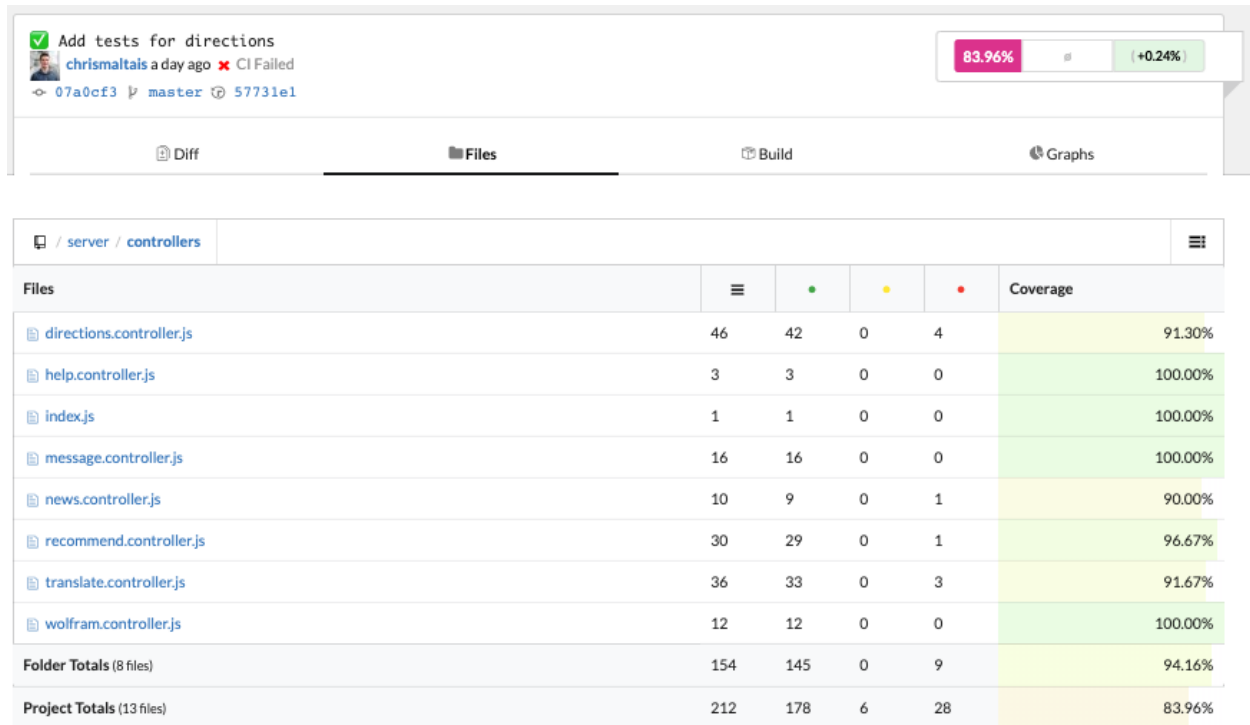 Add tests for directions
chrismaltais a day ago ✖ CI Failed
07a0cf3 master 57731e1
83.96% ø (+0.24%)
Diff Files Build Graphs
/ server / controllers
Files Coverage
directions.controller.js 46 42 0 4 91.30%
help.controller.js 3 3 0 0 100.00%
index.js 1 1 0 0 100.00%
message.controller.js 16 16 0 0 100.00%
news.controller.js 10 9 0 1 90.00%
recommend.controller.js 30 29 0 1 96.67%
translate.controller.js 36 33 0 3 91.67%
wolfram.controller.js 12 12 0 0 100.00%
Folder Totals (8 files) 154 145 0 9 94.16%
Project Totals (13 files) 212 178 6 28 83.96%